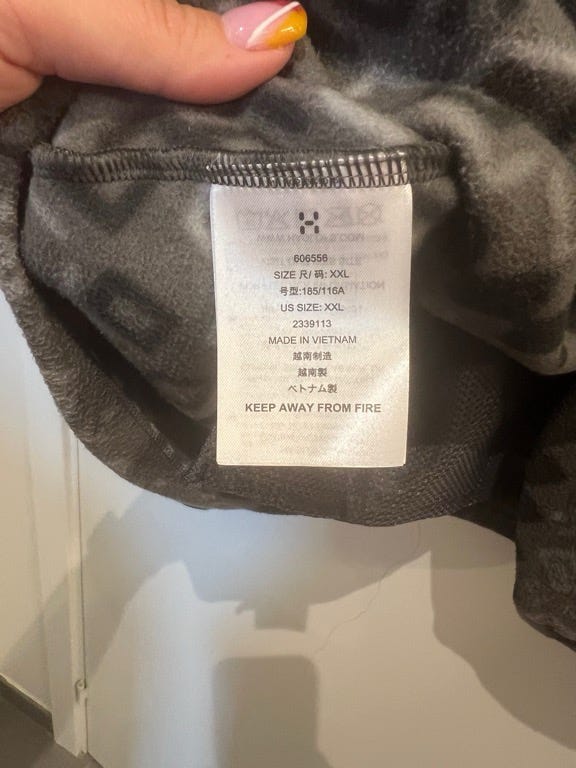 606556
SIZE 尺/ 码: XXL
号型:185/116A
US SIZE: XXL
2339113
MADE IN VIETNAM
越南制造
越南製
ベトナム製
KEEP AWAY FROM FIRE